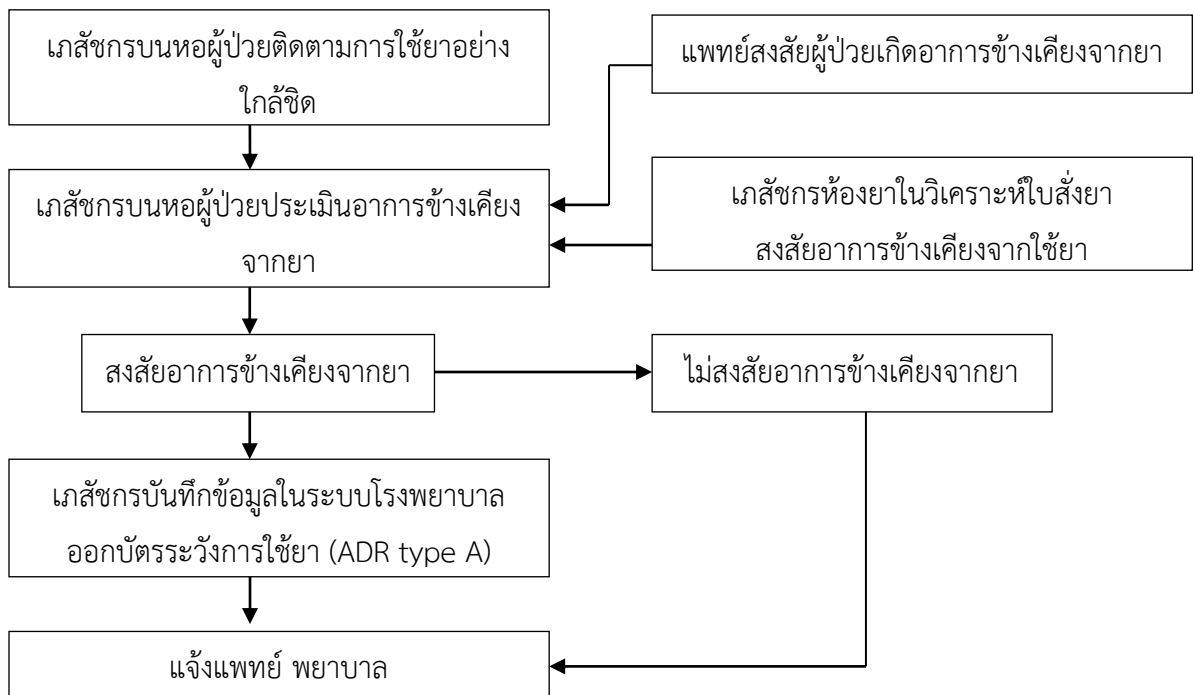 เภสัชกรบนหอผู้ป่วยติดตามการใช้ยาอย่าง
ใกล้ชิด
แพทย์สงสัยผู้ป่วยเกิดอาการข้างเคียงจากยา
เภสัชกรบนหอผู้ป่วยประเมินอาการข้างเคียง
จากยา
เภสัชกรห้องยาในวิเคราะห์ใบสั่งยา
สงสัยอาการข้างเคียงจากใช้ยา
สงสัยอาการข้างเคียงจากยา
ไม่สงสัยอาการข้างเคียงจากยา
เภสัชกรบันทึกข้อมูลในระบบโรงพยาบาล
ออกบัตรระวังการใช้ยา (ADR type A)
แจ้งแพทย์ พยาบาล